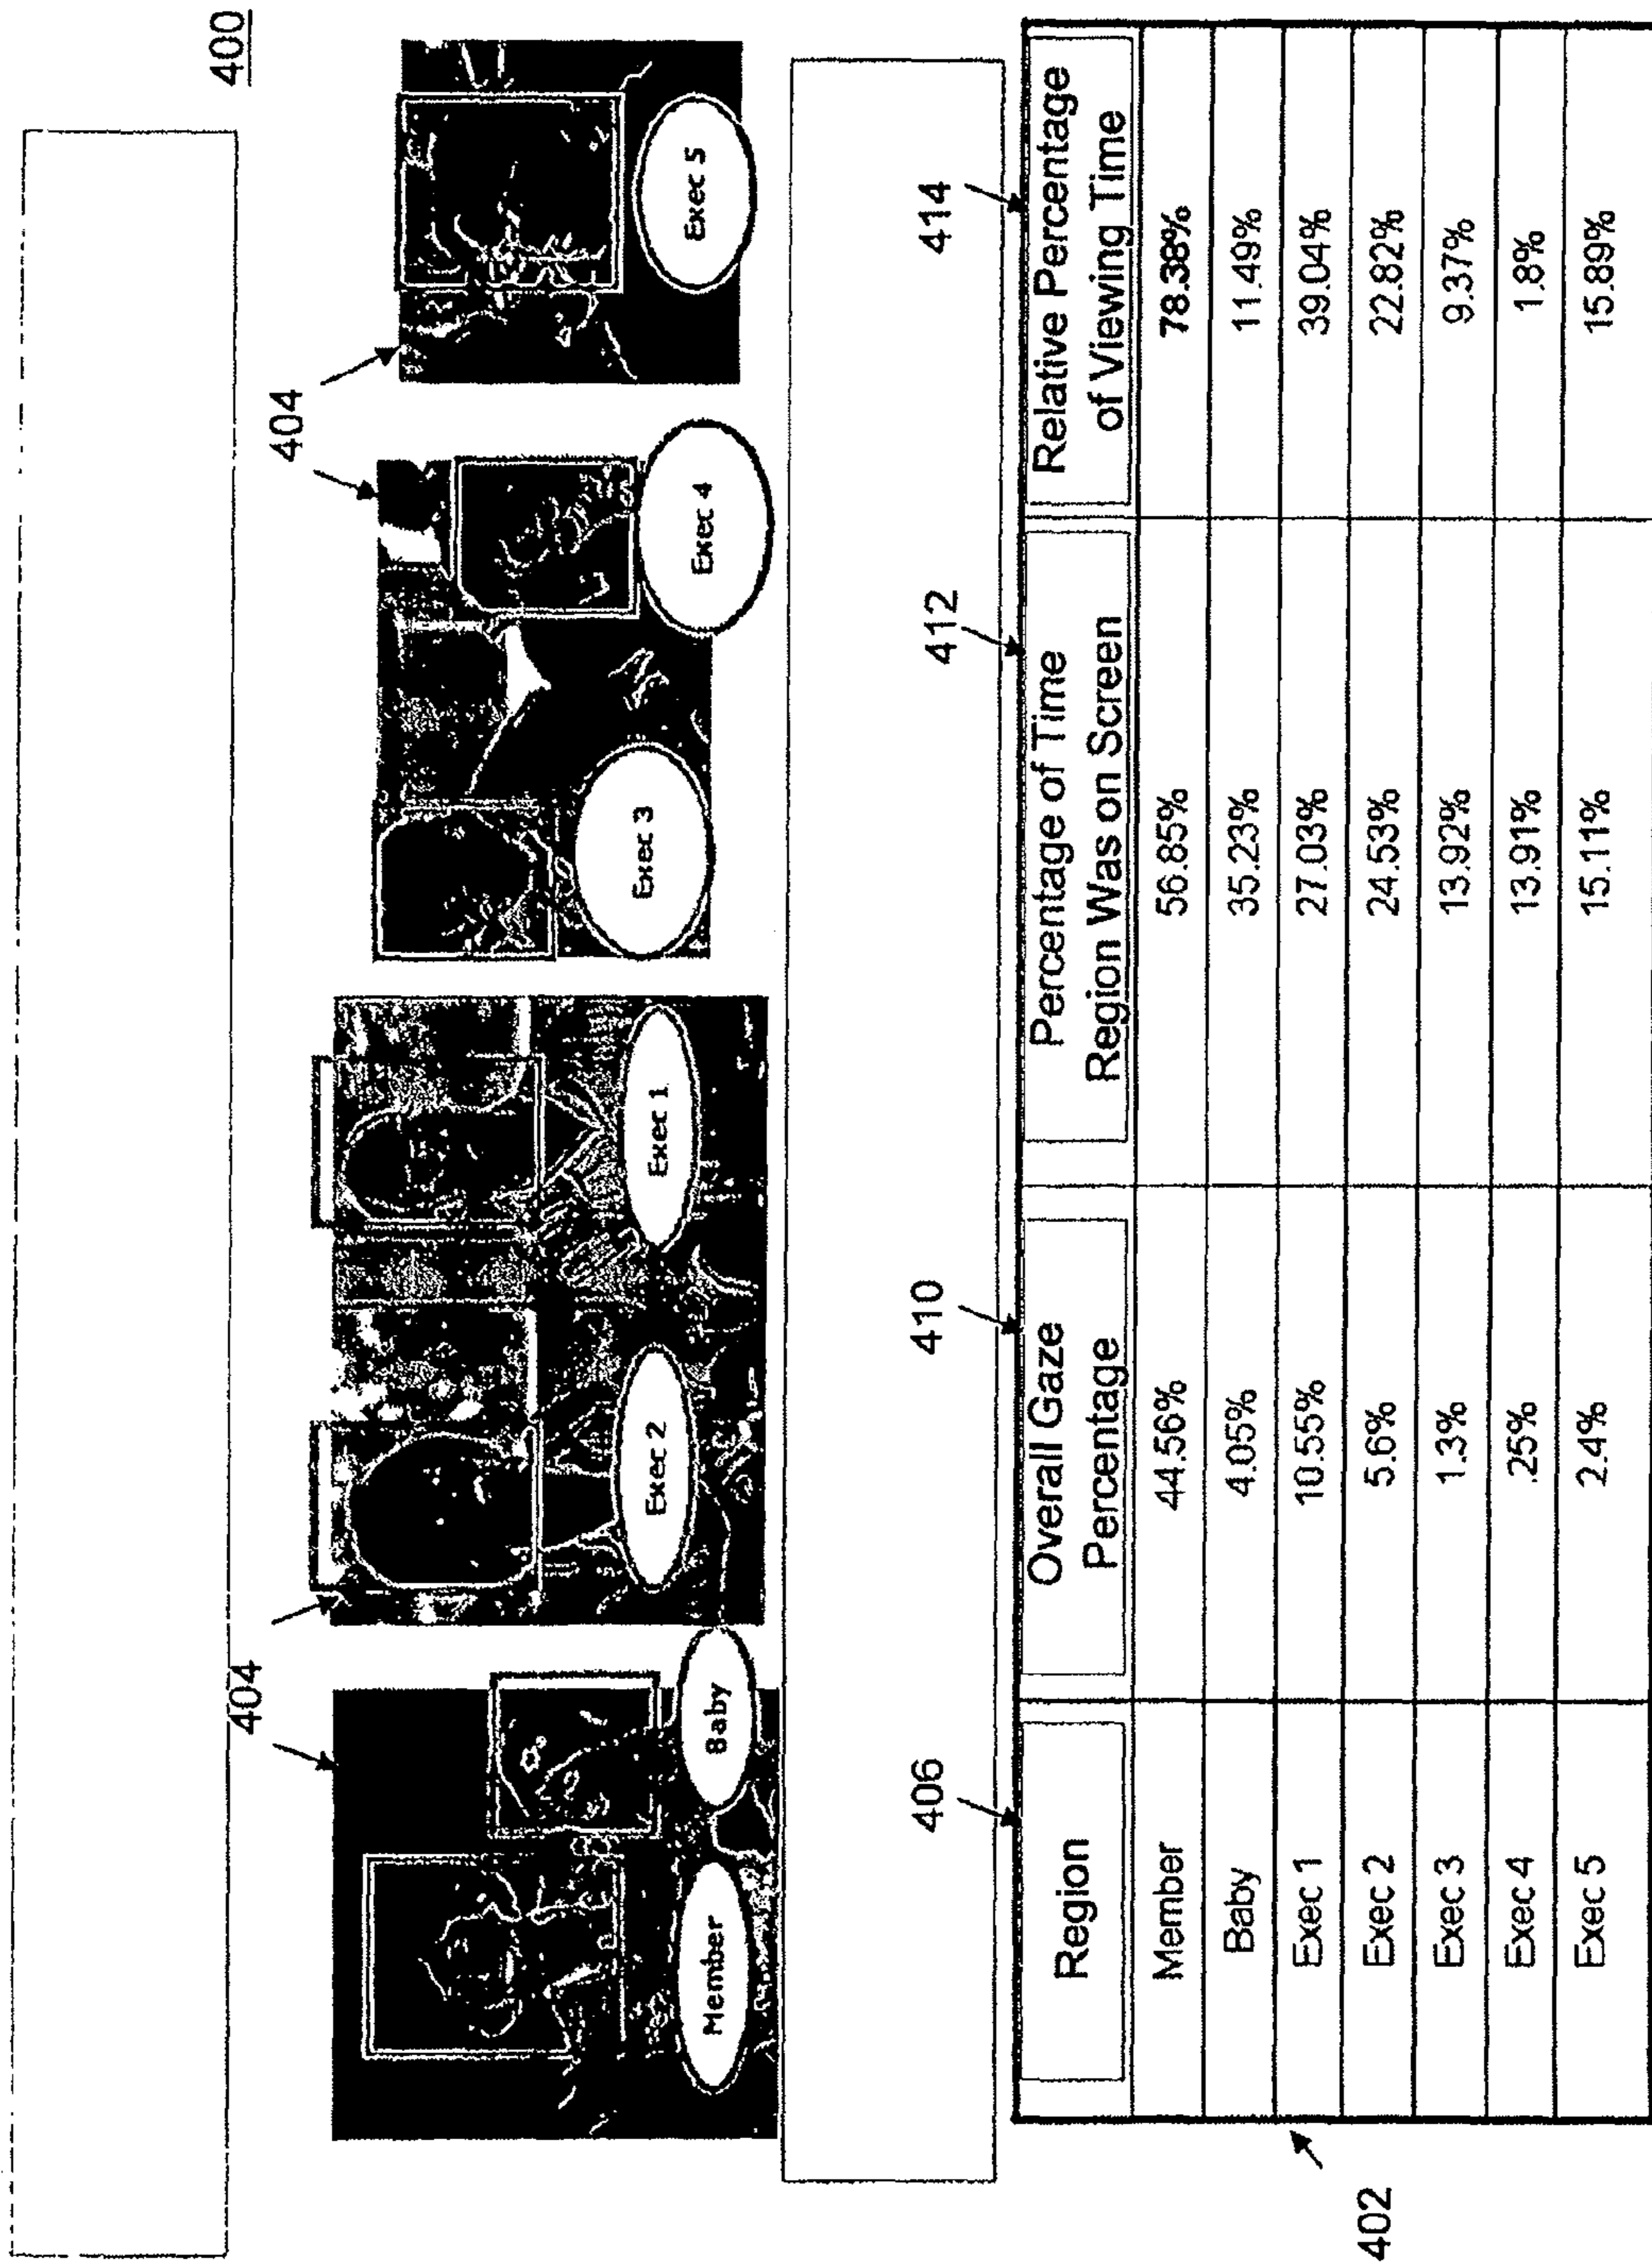 400
404
404
Member
Baby
Exec 2
Exec 1
Exec 3
Exec 4
Exec 5
406
410
412
414
402
Region
Overall Gaze
Percentage
Percentage of Time
Region Was on Screen
Relative Percentage
of Viewing Time
Member 44.56% 56.85% 78.38%
Baby 4.05% 35.23% 11.49%
Exec 1 10.55% 27.03% 39.04%
Exec 2 5.6% 24.53% 22.82%
Exec 3 1.3% 13.92% 9.37%
Exec 4 .25% 13.91% 1.8%
Exec 5 2.4% 15.11% 15.89%